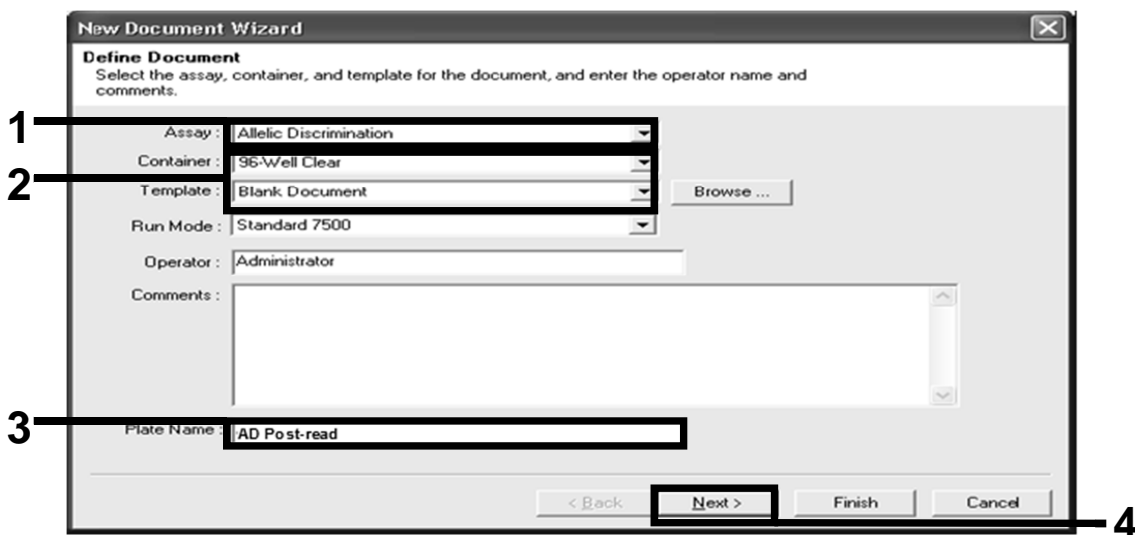 New Document Wizard
Define Document
Select the assay, container, and template for the document, and enter the operator name and
comments.
1
Assay : Allelic Discrimination
Container : 96-Well Clear
2
Template : Blank Document Browse ...
Run Mode : Standard 7500
Operator : Administrator
Comments :
3
Plate Name : AD Post-read
< Back Next > Finish Cancel
4